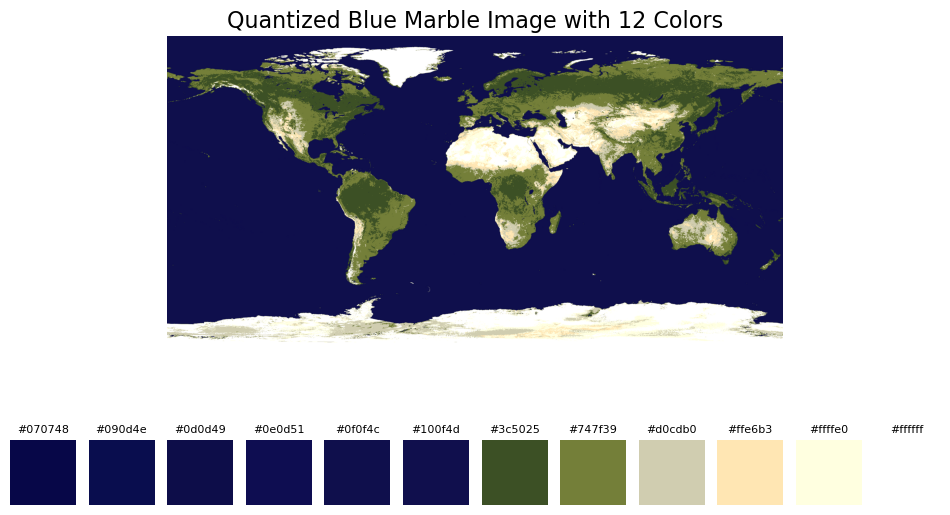 Quantized Blue Marble Image with 12 Colors
#070748 #090d4e #0d0d49 #0e0d51 #0f0f4c #100f4d #3c5025 #747f39 #d0cdb0 #ffe6b3 #ffffe0 #ffffff